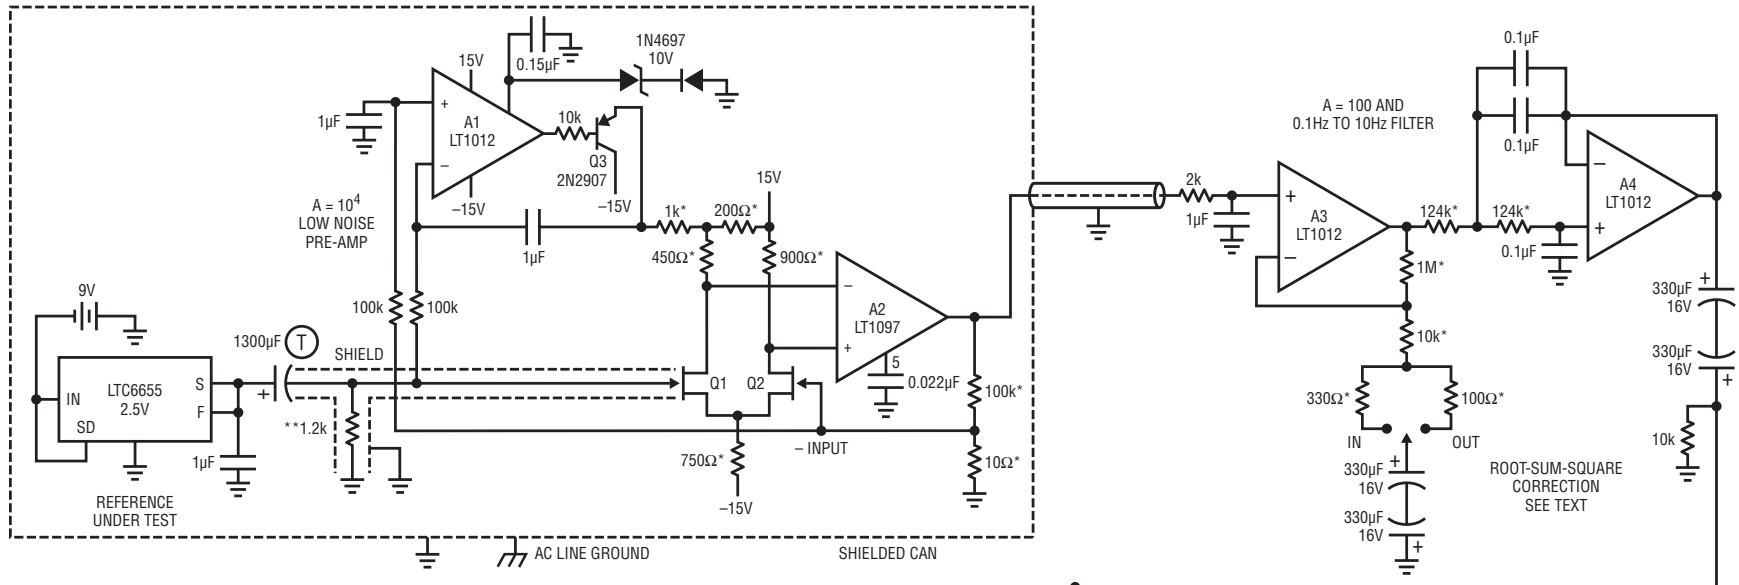 0.15µF
1N4697
10V
15V
+
A1
LT1012
–
–15V
1µF
10k
Q3
2N2907
–15V
A = 10⁴
LOW NOISE
PRE-AMP
1µF
1k*
200Ω*
15V
450Ω*
900Ω*
–
A2
LT1097
+
5
0.022µF
100k
100k
9V
1300µF
T
+
SHIELD
LTC6655
2.5V
IN
SD
S
F
**1.2k
1µF
REFERENCE
UNDER TEST
Q1
Q2
– INPUT
750Ω*
–15V
100k*
10Ω*
AC LINE GROUND
SHIELDED CAN
2k
1µF
A = 100 AND
0.1Hz TO 10Hz FILTER
+
A3
LT1012
–
0.1µF
0.1µF
124k*
124k*
0.1µF
–
A4
LT1012
+
1M*
10k*
330Ω*
100Ω*
IN
OUT
+
330µF
16V
330µF
16V
+
ROOT-SUM-SQUARE
CORRECTION
SEE TEXT
+
330µF
16V
330µF
16V
+
10k